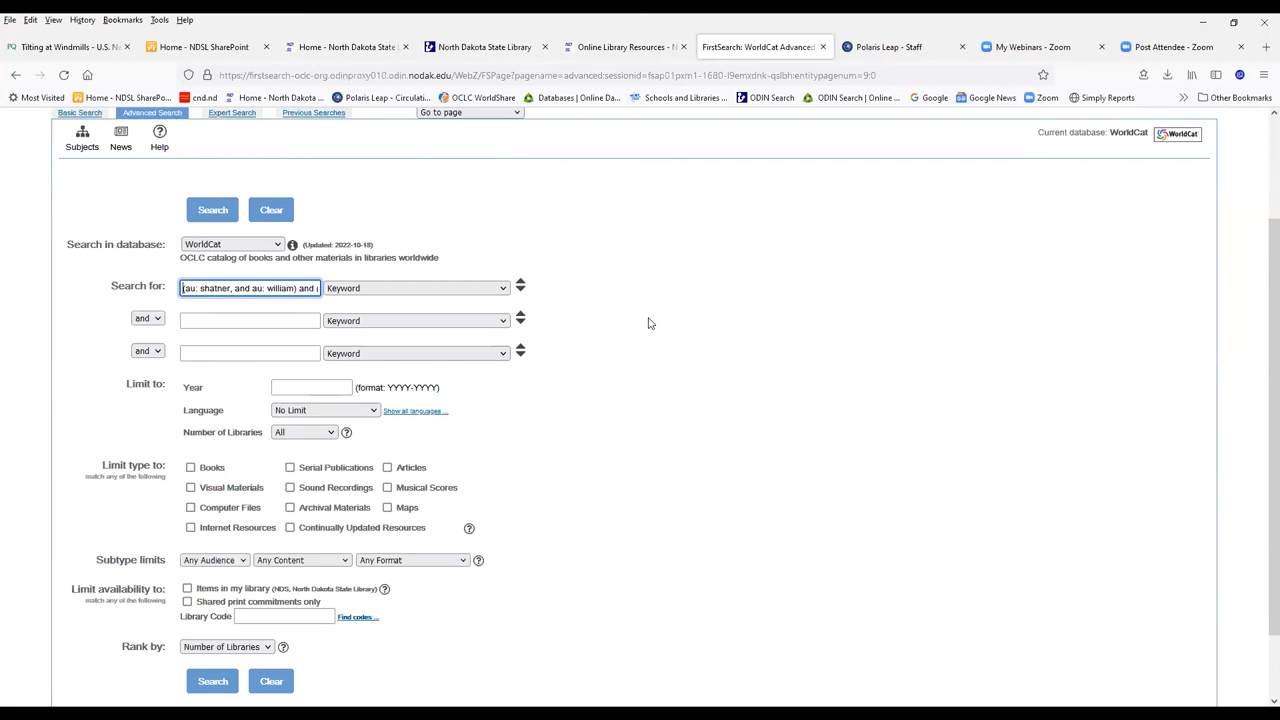 File Edit View History Bookmarks Tools Help
Tilting at Windmills - U.S. N Home - NDSL SharePoint Home - North Dakota State L North Dakota State Library Online Library Resources - N FirstSearch: WorldCat Advanced Polaris Leap - Staff My Webinars - Zoom Post Attendee - Zoom
https://firstsearch-oclc-org.odinproxy010.odin.nodak.edu/WebZ/FSPage?pagename=advanced:sessionid=fsap01pxm1-1680-l9emxdnk-qslbh:entitypagenum=9:0
Most Visited Home - NDSL SharePo... cnd.nd Home - North Dakota ... Polaris Leap - Circulati... OCLC WorldShare Databases | Online.ba... Schools and Libraries ... ODIN Search ODIN Search | Om... Google Google News Zoom Simply Reports Other Bookmarks
Basic Search Advanced Search Expert Search Previous Searches Go to page
Subjects News Help Current database: WorldCat WorldCat
Search Clear
Search in database: WorldCat (Updated: 2022-10-18)
OCLC catalog of books and other materials in libraries worldwide
Search for: (au: shatner, and au: william) and ( Keyword
and Keyword
and Keyword
Limit to: Year (format: YYYY-YYYY)
Language No Limit Show all languages ...
Number of Libraries All
Limit type to: Books Serial Publications Articles
match any of the following
Visual Materials Sound Recordings Musical Scores
Computer Files Archival Materials Maps
Internet Resources Continually Updated Resources
Subtype limits Any Audience Any Content Any Format
Limit availability to: Items in my library (NDS, North Dakota State Library)
match any of the following Shared print commitments only
Library Code Find codes ...
Rank by: Number of Libraries
Search Clear